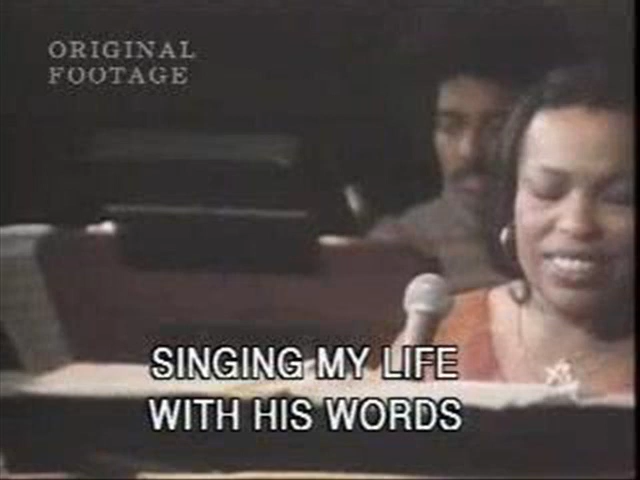 ORIGINAL
FOOTAGE
SINGING MY LIFE
WITH HIS WORDS